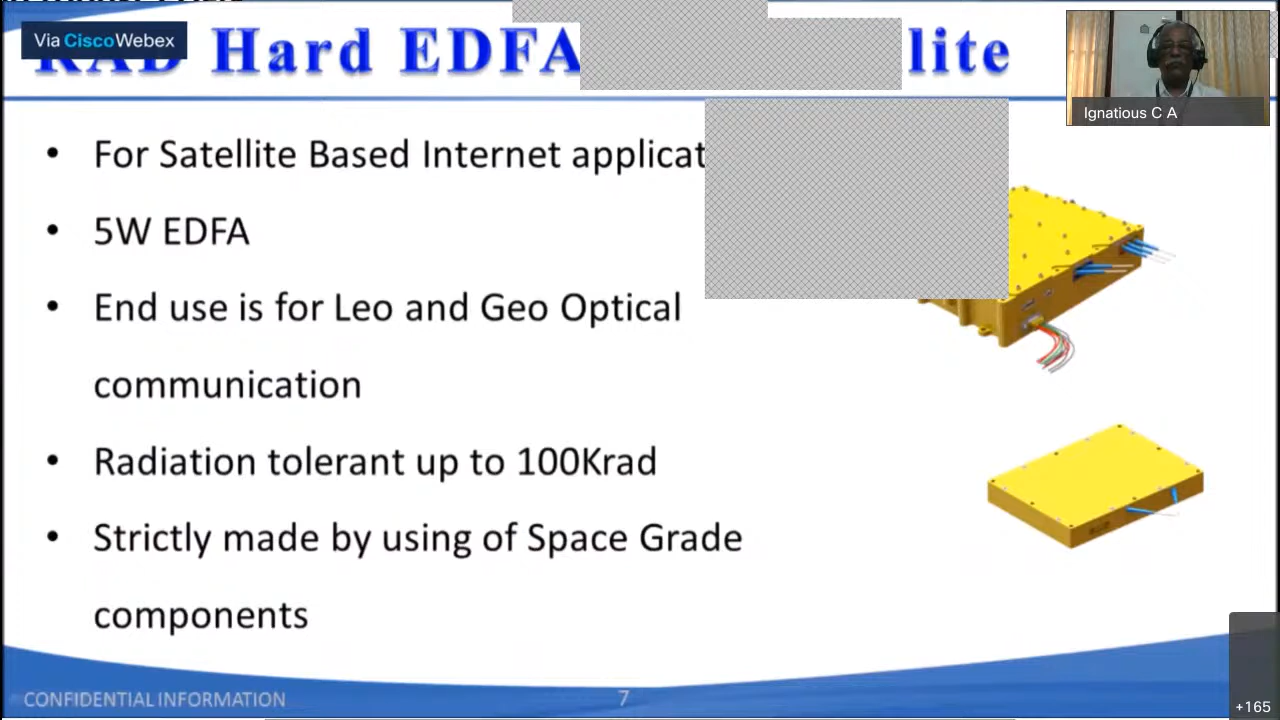 Via CiscoWebex
RAD Hard EDFA lite
Ignatious C A
• For Satellite Based Internet applicat
• 5W EDFA
• End use is for Leo and Geo Optical
communication
• Radiation tolerant up to 100Krad
• Strictly made by using of Space Grade
components
CONFIDENTIAL INFORMATION
7
+165